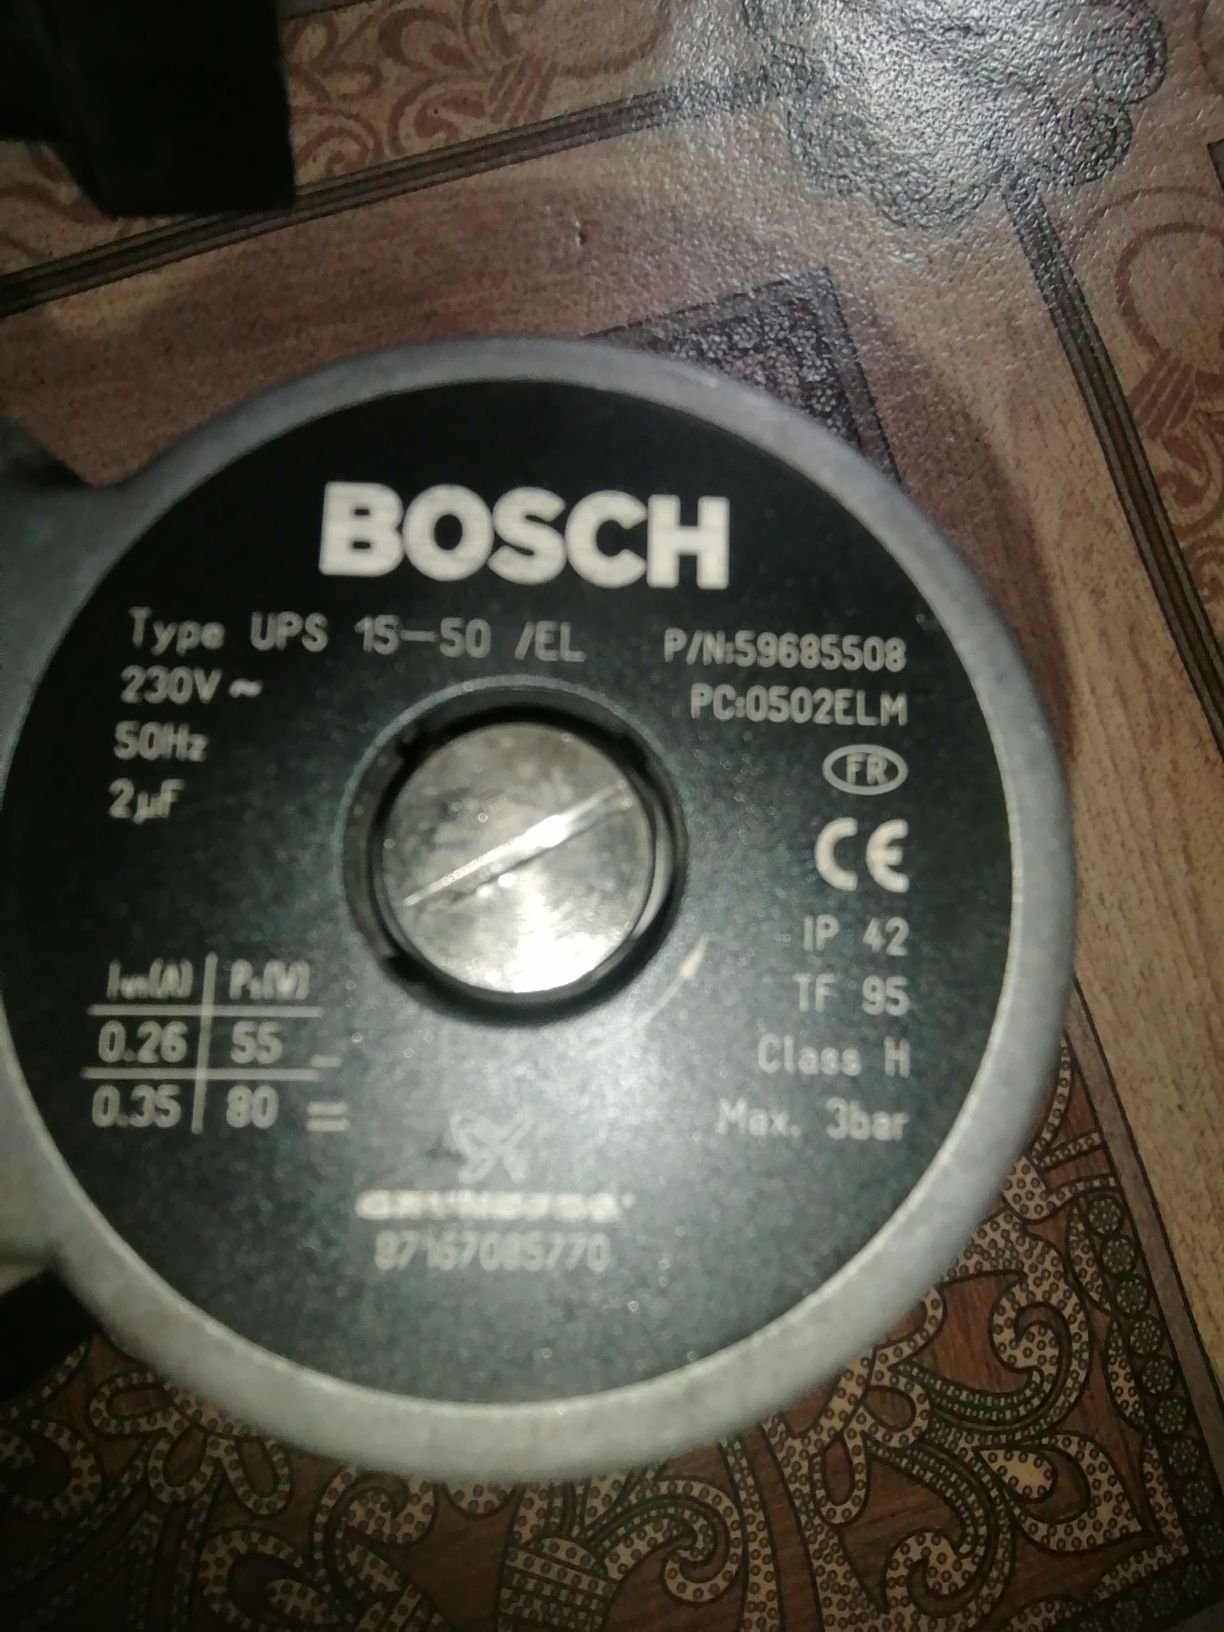 BOSCH
Type UPS 15-50 /EL
230V ~
50Hz
2µF
P/N:59685508
PC:0502ELM
FR
CE
IP 42
TF 95
Class H
Max. 3bar
0.26 55 –
0.35 80 =
GRUNDFOS
87167085770